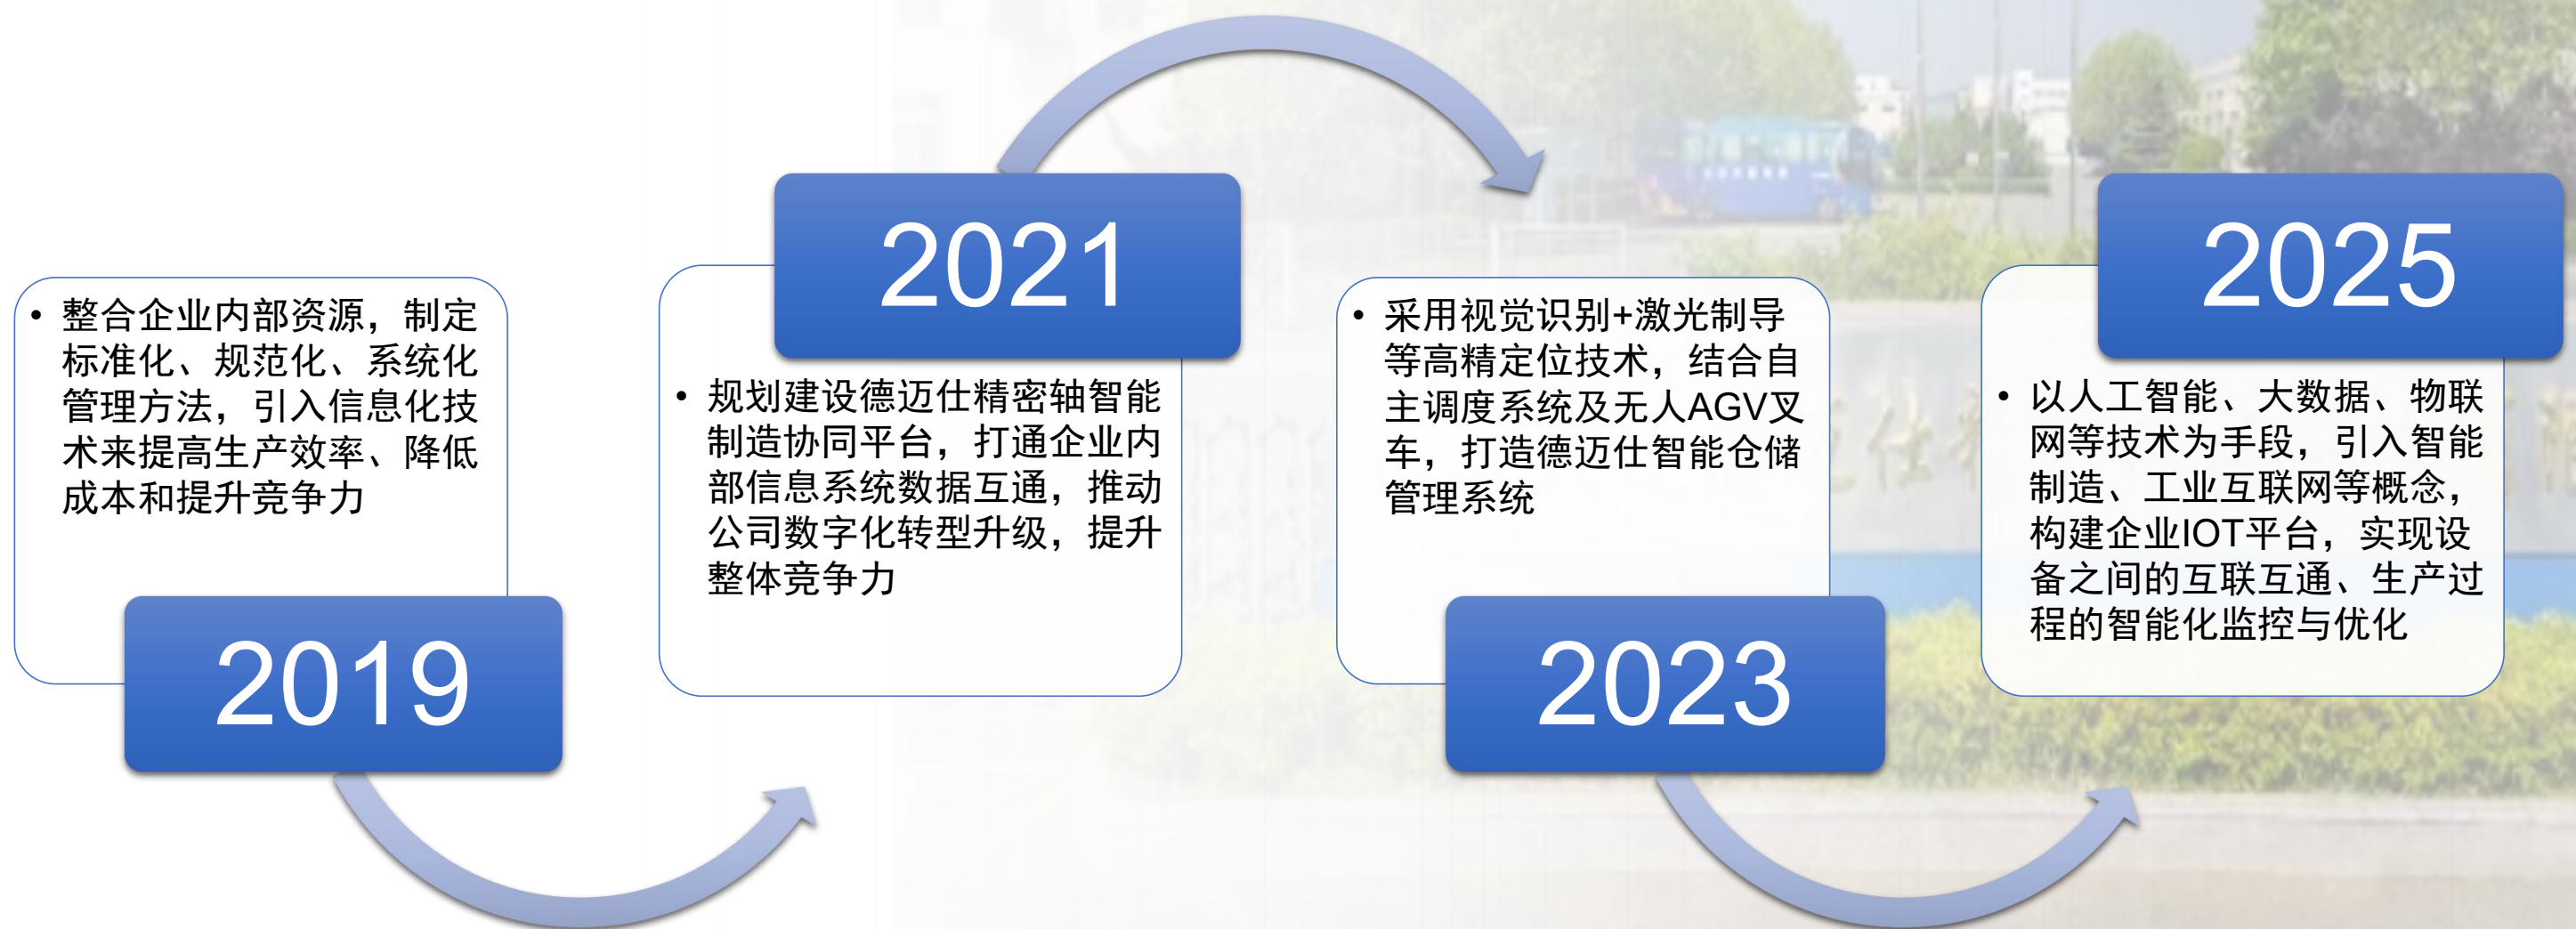 • 整合企业内部资源，制定
标准化、规范化、系统化
管理方法，引入信息化技
术来提高生产效率、降低
成本和提升竞争力
2019
2021
• 规划建设德迈仕精密轴智能
制造协同平台，打通企业内
部信息系统数据互通，推动
公司数字化转型升级，提升
整体竞争力
• 采用视觉识别+激光制导
等高精定位技术，结合自
主调度系统及无人AGV叉
车，打造德迈仕智能仓储
管理系统
2023
2025
• 以人工智能、大数据、物联
网等技术为手段，引入智能
制造、工业互联网等概念，
构建企业IOT平台，实现设
备之间的互联互通、生产过
程的智能化监控与优化